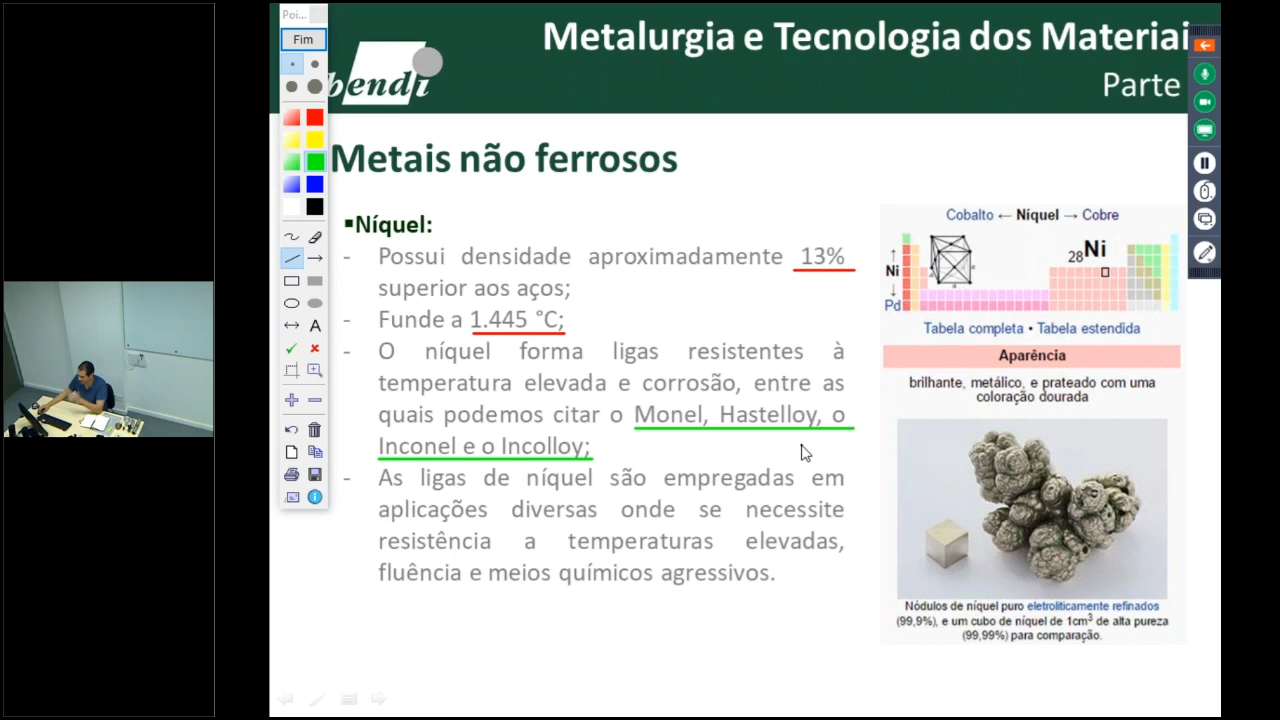 Poi...
Fim
A
Metalurgia e Tecnologia dos Materiai
Parte
bendi
Metais não ferrosos
▪Níquel:
- Possui densidade aproximadamente 13%
superior aos aços;
- Funde a 1.445 °C;
- O níquel forma ligas resistentes à
temperatura elevada e corrosão, entre as
quais podemos citar o Monel, Hastelloy, o
Inconel e o Incolloy;
- As ligas de níquel são empregadas em
aplicações diversas onde se necessite
resistência a temperaturas elevadas,
fluência e meios químicos agressivos.
Cobalto ← Níquel → Cobre
28Ni
↑
Ni
↓
Pd
Tabela completa • Tabela estendida
Aparência
brilhante, metálico, e prateado com uma
coloração dourada
Nódulos de níquel puro eletroliticamente refinados
(99,9%), e um cubo de níquel de 1cm³ de alta pureza
(99,99%) para comparação.